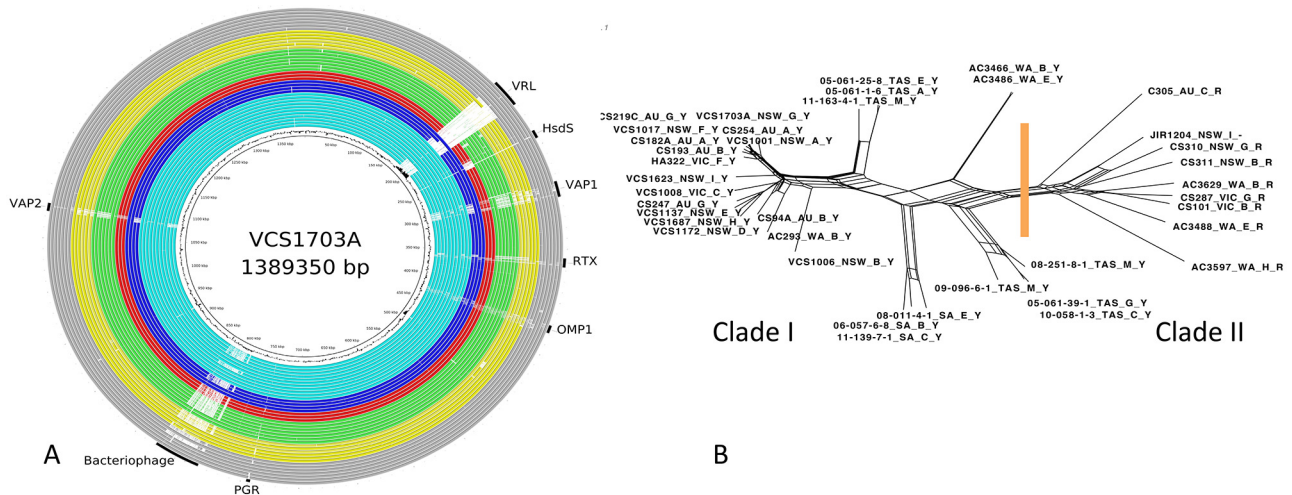 VRL
HsdS
VAP1
VAP2
RTX
OMP1
Bacteriophage
PGR
VCS1703A
1389350 bp
A
.1
05-061-25-8_TAS_E_Y
05-061-1-6_TAS_A_Y
11-163-4-1_TAS_M_Y
AC3466_WA_B_Y
AC3486_WA_E_Y
C305_AU_C_R
CS219C_AU_G_Y VCS1703A_NSW_G_Y
VCS1017_NSW_F_Y CS254_AU_A_Y
CS182A_AU_A_Y VCS1001_NSW_A_Y
CS193_AU_B_Y
HA322_VIC_F_Y
VCS1623_NSW_I_Y
VCS1008_VIC_C_Y
CS247_AU_G_Y
VCS1137_NSW_E_Y
VCS1687_NSW_H_Y
VCS1172_NSW_D_Y
CS94A_AU_B_Y
AC293_WA_B_Y
VCS1006_NSW_B_Y
JIR1204_NSW_I_-
CS310_NSW_G_R
CS311_NSW_B_R
AC3629_WA_B_R
CS287_VIC_G_R
CS101_VIC_B_R
AC3488_WA_E_R
AC3597_WA_H_R
08-251-8-1_TAS_M_Y
09-096-6-1_TAS_M_Y
05-061-39-1_TAS_G_Y
10-058-1-3_TAS_C_Y
08-011-4-1_SA_E_Y
06-057-6-8_SA_B_Y
11-139-7-1_SA_C_Y
Clade I
Clade II
B